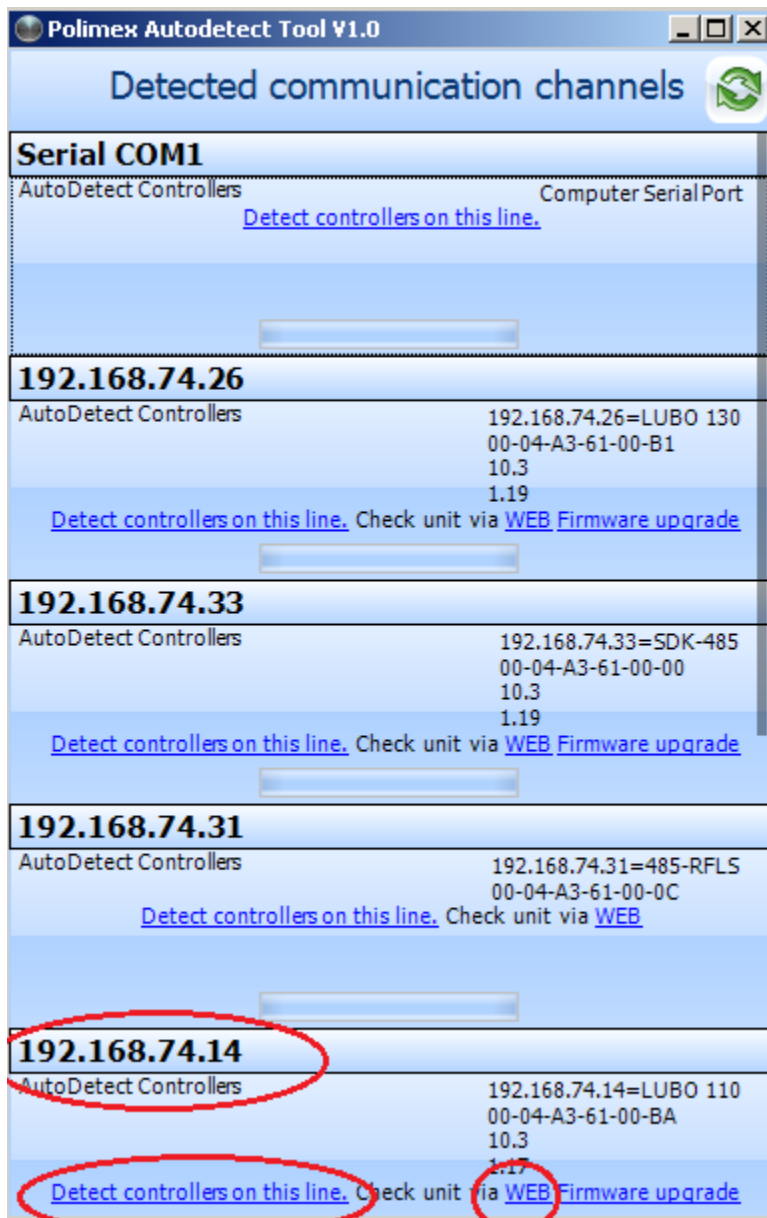 Polimex Autodetect Tool V1.0
Detected communication channels
Serial COM1
AutoDetect Controllers
Computer Serial Port
Detect controllers on this line.
192.168.74.26
AutoDetect Controllers
192.168.74.26=LUBO 130
00-04-A3-61-00-B1
10.3
1.19
Detect controllers on this line. Check unit via WEB Firmware upgrade
192.168.74.33
AutoDetect Controllers
192.168.74.33=SDK-485
00-04-A3-61-00-00
10.3
1.19
Detect controllers on this line. Check unit via WEB Firmware upgrade
192.168.74.31
AutoDetect Controllers
192.168.74.31=485-RFLS
00-04-A3-61-00-0C
Detect controllers on this line. Check unit via WEB
192.168.74.14
AutoDetect Controllers
192.168.74.14=LUBO 110
00-04-A3-61-00-BA
10.3
1.17
Detect controllers on this line. Check unit via WEB Firmware upgrade